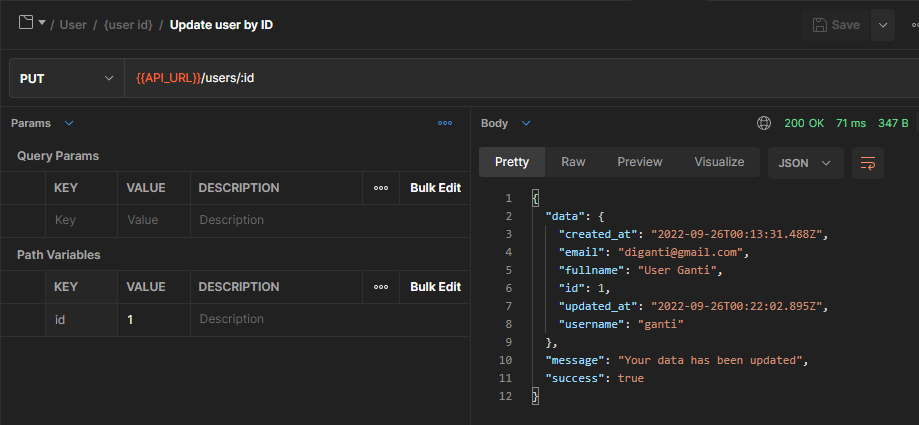 / User / {user id} / Update user by ID
Save
PUT
{{API_URL}}/users/:id
Params
Query Params
KEY VALUE DESCRIPTION Bulk Edit
Key Value Description
Path Variables
KEY VALUE DESCRIPTION Bulk Edit
id 1 Description
Body 200 OK 71 ms 347 B
Pretty Raw Preview Visualize JSON
1 {
2 "data": {
3 "created_at": "2022-09-26T00:13:31.488Z",
4 "email": "diganti@gmail.com",
5 "fullname": "User Ganti",
6 "id": 1,
7 "updated_at": "2022-09-26T00:22:02.895Z",
8 "username": "ganti"
9 },
10 "message": "Your data has been updated",
11 "success": true
12 }